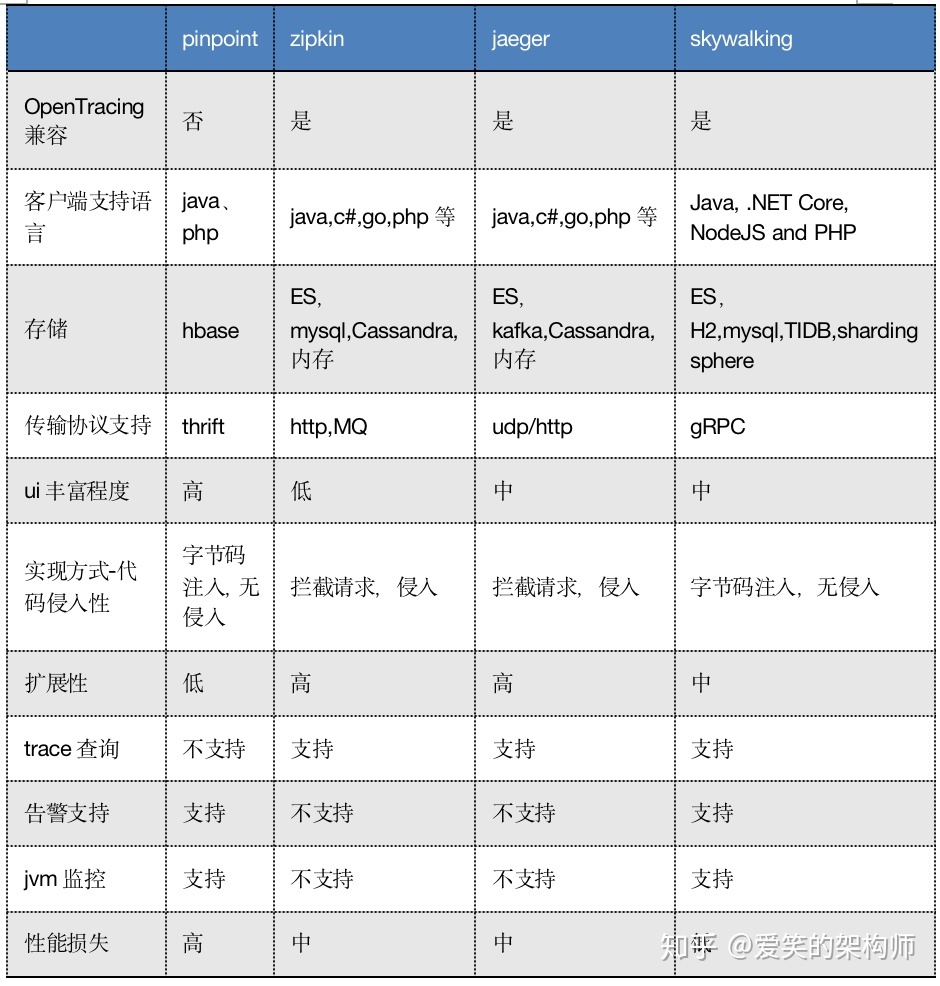 pinpoint zipkin jaeger skywalking
OpenTracing
兼容 否 是 是 是
客户端支持语
言
java、
php
java,c#,go,php 等
java,c#,go,php 等
Java, .NET Core,
NodeJS and PHP
存储
hbase
ES,
mysql,Cassandra,
内存
ES,
kafka,Cassandra,
内存
ES,
H2,mysql,TIDB,sharding
sphere
传输协议支持 thrift http,MQ udp/http gRPC
ui 丰富程度 高 低 中 中
实现方式-代
码侵入性
字节码
注入, 无
侵入
拦截请求, 侵入
拦截请求, 侵入
字节码注入, 无侵入
扩展性 低 高 高 中
trace 查询 不支持 支持 支持 支持
告警支持 支持 不支持 不支持 支持
jvm 监控 支持 不支持 不支持 支持
性能损失 高 中 中 低
知乎 @爱笑的架构师